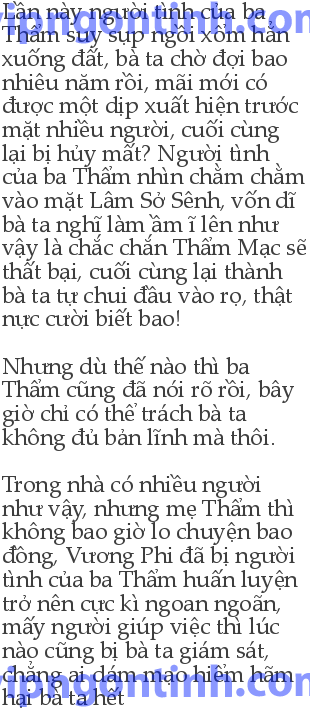 vipngontinh.com
Lần này người tình của ba
Thẩm suy sụp ngồi xổm hẳn
xuống đất, bà ta chờ đợi bao
nhiêu năm rồi, mãi mới có
được một dịp xuất hiện trước
mặt nhiều người, cuối cùng
lại bị hủy mất? Người tình
của ba Thẩm nhìn chằm chằm
vào mặt Lâm Sở Sênh, vốn dĩ
bà ta nghĩ làm ầm ĩ lên như
vậy là chắc chắn Thẩm Mạc sẽ
thất bại, cuối cùng lại thành
bà ta tự chui đầu vào rọ, thật
nực cười biết bao!
Nhưng dù thế nào thì ba
Thẩm cũng đã nói rõ rồi, bây
giờ chỉ có thể trách bà ta
không đủ bản lĩnh mà thôi.
Trong nhà có nhiều người
như vậy, nhưng mẹ Thẩm thì
không bao giờ lo chuyện bao
đồng, Vương Phi đã bị người
tình của ba Thẩm huấn luyện
trở nên cực kì ngoan ngoãn,
mấy người giúp việc thì lúc
nào cũng bị bà ta giám sát,
chẳng ai dám mạo hiểm hãm
hại bà ta hết
vipngontinh.com